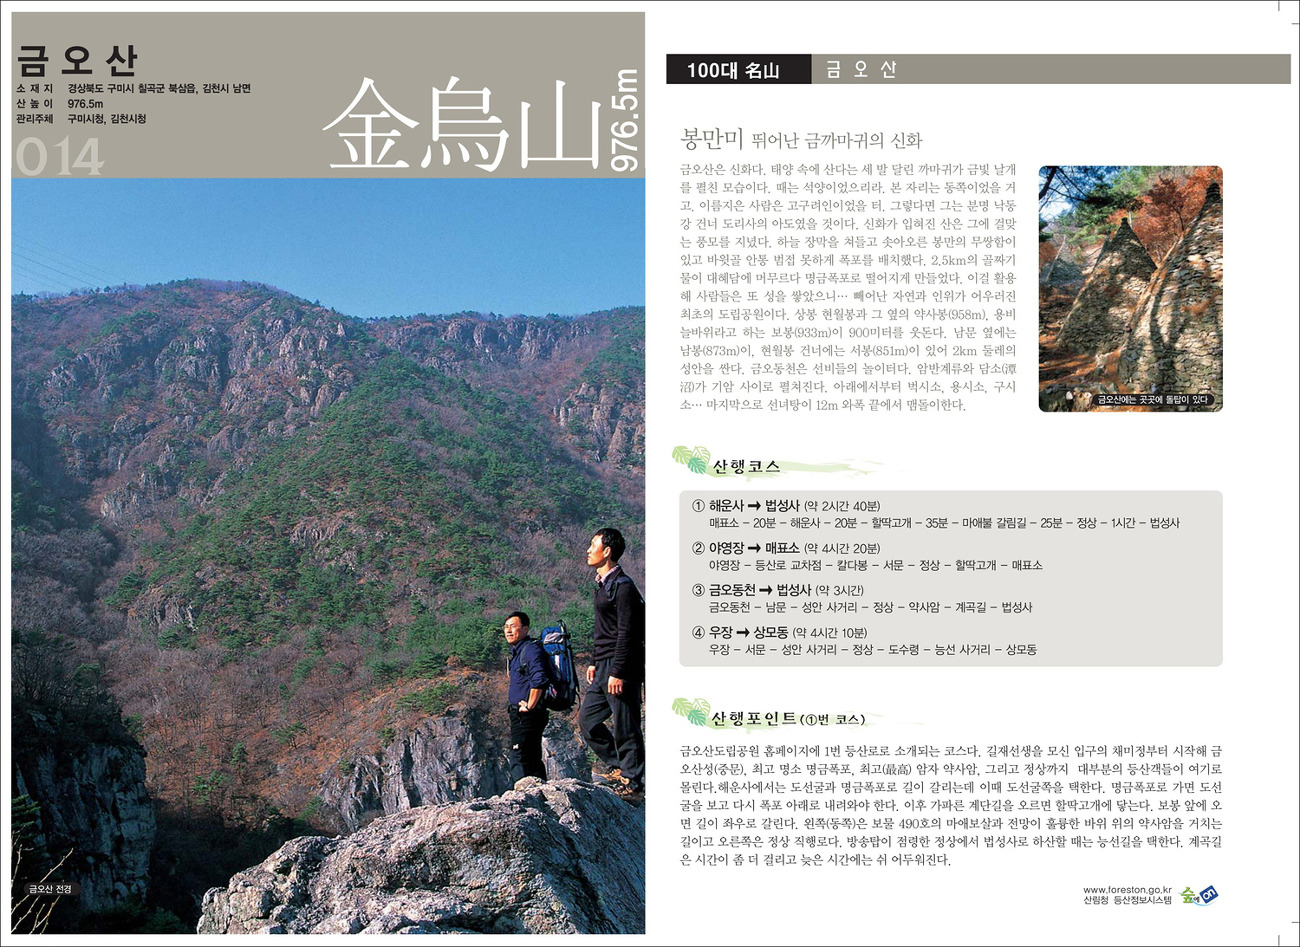 금오산
소 재 지 경상북도 구미시 칠곡군 북삼읍, 김천시 남면
산 높 이 976.5m
관리주체 구미시청, 김천시청
014
金烏山 976.5m
금오산 전경
100대 名山 금 오 산
봉만미 뛰어난 금까마귀의 신화
금오산은 신화다. 태양 속에 산다는 세 발 달린 까마귀가 금빛 날개
를 펼친 모습이다. 때는 석양이었으리라. 본 자리는 동쪽이었을 거
고. 이름지은 사람은 고구려인이었을 터. 그렇다면 그는 분명 낙동
강 건너 도리사의 아도였을 것이다. 신화가 입혀진 산은 그에 걸맞
는 풍모를 지녔다. 하늘 장막을 쳐들고 솟아오른 봉만의 무쌍함이
있고 바윗골 안통 범접 못하게 폭포를 배치했다. 2.5km의 골짜기
물이 대혜담에 머무르다 명금폭포로 떨어지게 만들었다. 이걸 활용
해 사람들은 또 성을 쌓았으니… 빼어난 자연과 인위가 어우러진
최초의 도립공원이다. 상봉 현월봉과 그 옆의 약사봉(958m), 용비
늘바위라고 하는 보봉(933m)이 900미터를 웃돈다. 남문 옆에는
남봉(873m)이, 현월봉 건너에는 서봉(851m)이 있어 2km 둘레의
성안을 싼다. 금오동천은 선비들의 놀이터다. 암반계류와 담소(潭
沼)가 기암 사이로 펼쳐진다. 아래에서부터 벅시소, 용시소, 구시
소… 마지막으로 선녀탕이 12m 와폭 끝에서 맴돌이한다.
금오산에는 곳곳에 돌탑이 있다
산행코스
① 해운사 ➞ 법성사 (약 2시간 40분)
매표소 – 20분 – 해운사 – 20분 – 할딱고개 – 35분 – 마애불 갈림길 – 25분 – 정상 – 1시간 – 법성사
② 야영장 ➞ 매표소 (약 4시간 20분)
야영장 – 등산로 교차점 – 칼다봉 – 서문 – 정상 – 할딱고개 – 매표소
③ 금오동천 ➞ 법성사 (약 3시간)
금오동천 – 남문 – 성안 사거리 – 정상 – 약사암 – 계곡길 – 법성사
④ 우장 ➞ 상모동 (약 4시간 10분)
우장 – 서문 – 성안 사거리 – 정상 – 도수령 – 능선 사거리 – 상모동
산행포인트(①번 코스)
금오산도립공원 홈페이지에 1번 등산로로 소개되는 코스다. 길재선생을 모신 입구의 채미정부터 시작해 금
오산성(중문), 최고 명소 명금폭포, 최고(最高) 암자 약사암, 그리고 정상까지 대부분의 등산객들이 여기로
몰린다.해운사에서는 도선굴과 명금폭포로 길이 갈리는데 이때 도선굴쪽을 택한다. 명금폭포로 가면 도선
굴을 보고 다시 폭포 아래로 내려와야 한다. 이후 가파른 계단길을 오르면 할딱고개에 닿는다. 보봉 앞에 오
면 길이 좌우로 갈린다. 왼쪽(동쪽)은 보물 490호의 마애보살과 전망이 훌륭한 바위 위의 약사암을 거치는
길이고 오른쪽은 정상 직행로다. 방송탑이 점령한 정상에서 법성사로 하산할 때는 능선길을 택한다. 계곡길
은 시간이 좀 더 걸리고 늦은 시간에는 쉬 어두워진다.
www.foreston.go.kr
산림청 등산정보시스템
숲에on